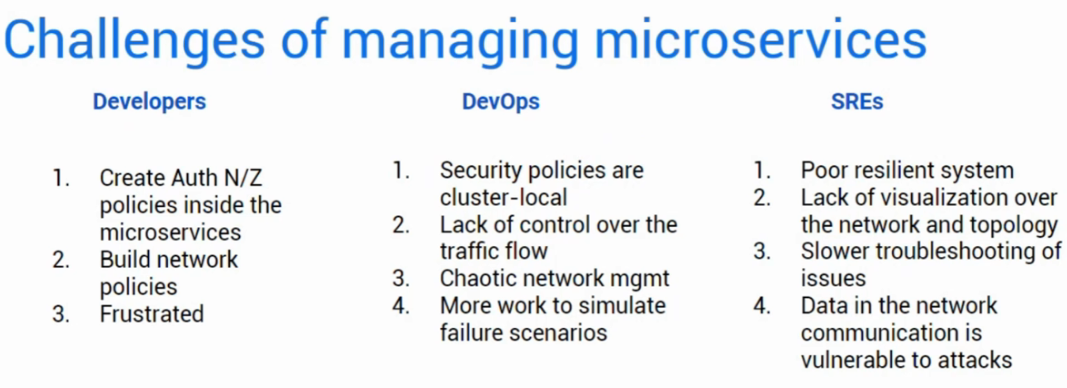 Challenges of managing microservices
Developers
1. Create Auth N/Z
policies inside the
microservices
2. Build network
policies
3. Frustrated
DevOps
1. Security policies are
cluster-local
2. Lack of control over the
traffic flow
3. Chaotic network mgmt
4. More work to simulate
failure scenarios
SREs
1. Poor resilient system
2. Lack of visualization over
the network and topology
3. Slower troubleshooting of
issues
4. Data in the network
communication is
vulnerable to attacks